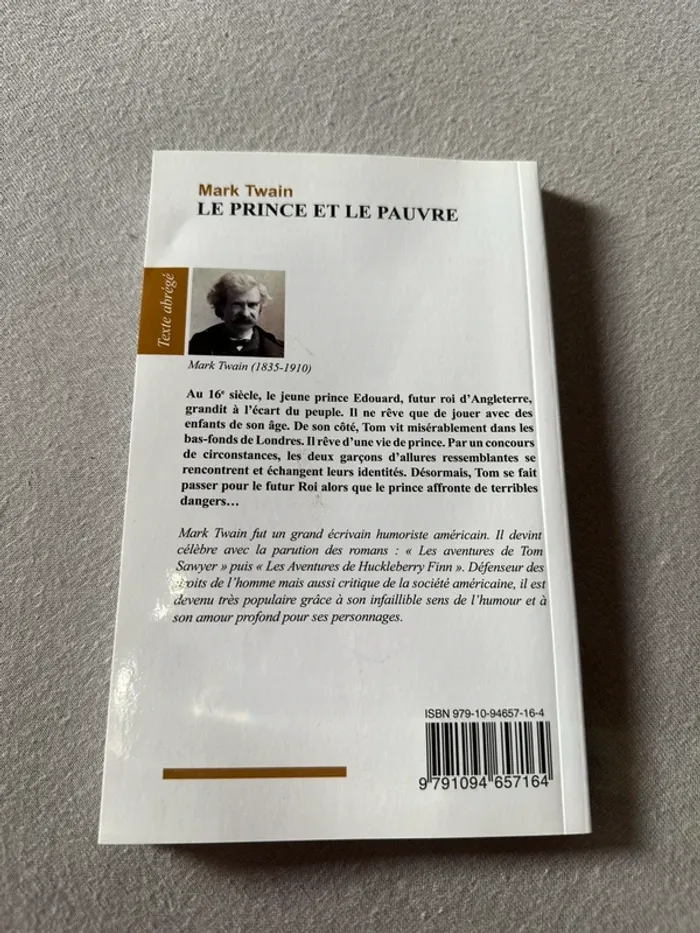 Mark Twain
LE PRINCE ET LE PAUVRE
Texte abrégé
Mark Twain (1835-1910)
Au 16e siècle, le jeune prince Edouard, futur roi d'Angleterre,
grandit à l'écart du peuple. Il ne rêve que de jouer avec des
enfants de son âge. De son côté, Tom vit misérablement dans les
bas-fonds de Londres. Il rêve d'une vie de prince. Par un concours
de circonstances, les deux garçons d'allures ressemblantes se
rencontrent et échangent leurs identités. Désormais, Tom se fait
passer pour le futur Roi alors que le prince affronte de terribles
dangers…
Mark Twain fut un grand écrivain humoriste américain. Il devint
célèbre avec la parution des romans : « Les aventures de Tom
Sawyer » puis « Les Aventures de Huckleberry Finn ». Défenseur des
droits de l'homme mais aussi critique de la société américaine, il est
devenu très populaire grâce à son infaillible sens de l'humour et à
son amour profond pour ses personnages.
ISBN 979-10-94657-16-4
9 791094 657164